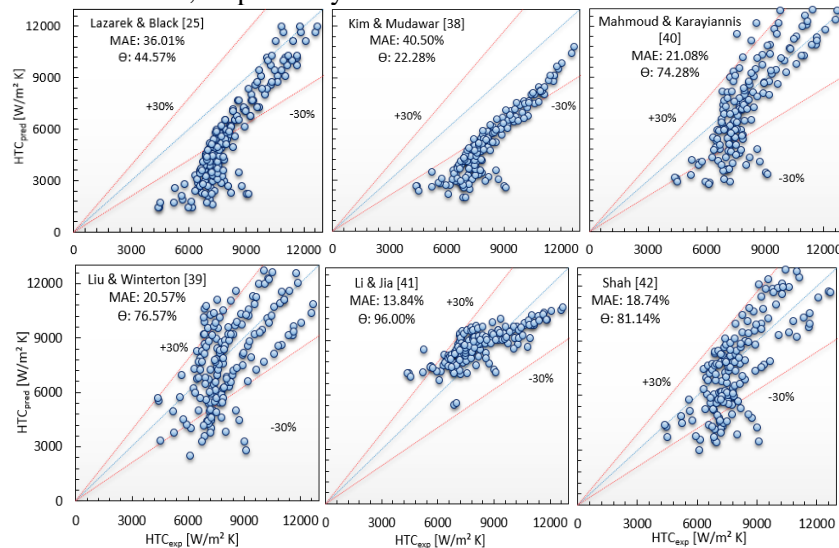 Lazarek & Black [25]
MAE: 36.01%
Θ: 44.57%
+30%
-30%
12000
9000
6000
3000
0
HTCpred [W/m² K]
0 3000 6000 9000 12000
Kim & Mudawar [38]
MAE: 40.50%
Θ: 22.28%
+30%
-30%
0 3000 6000 9000 12000
Mahmoud & Karayiannis
[40]
MAE: 21.08%
Θ: 74.28%
+30%
-30%
0 3000 6000 9000 12000
Liu & Winterton [39]
MAE: 20.57%
Θ: 76.57%
+30%
-30%
12000
9000
6000
3000
0
HTCpred [W/m² K]
0 3000 6000 9000 12000
HTCexp [W/m² K]
Li & Jia [41]
MAE: 13.84%
Θ: 96.00%
+30%
-30%
0 3000 6000 9000 12000
HTCexp [W/m² K]
Shah [42]
MAE: 18.74%
Θ: 81.14%
+30%
-30%
0 3000 6000 9000 12000
HTCexp [W/m² K]